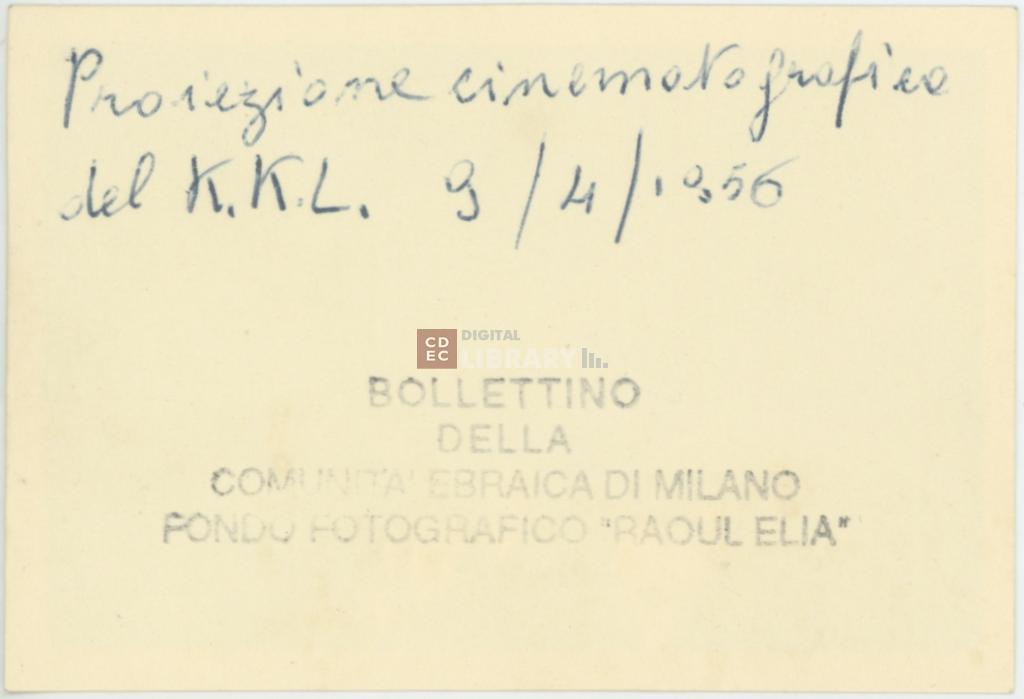 Proiezione cinematografica
del K.K.L. 9/4/1956
CDEC DIGITAL LIBRARY
BOLLETTINO
DELLA
COMUNITA' EBRAICA DI MILANO
FONDO FOTOGRAFICO "RAOUL ELIA"